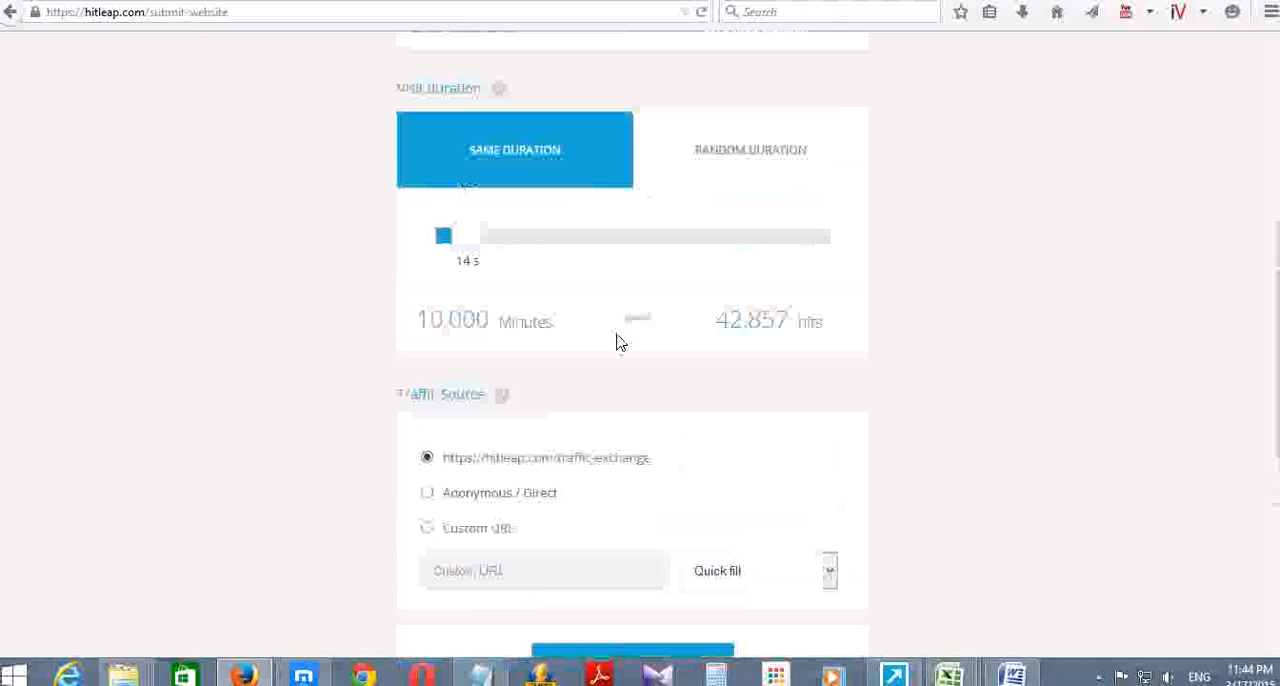 https://hitleap.com/submit-website
Search
Duration
SAME DURATION
RANDOM DURATION
14 s
10,000 Minutes
42,857 hits
Traffic Source
https://hitleap.com/traffic-exchange
Anonymous / Direct
Custom URL
Custom URL
Quick fill
ENG
11:44 PM